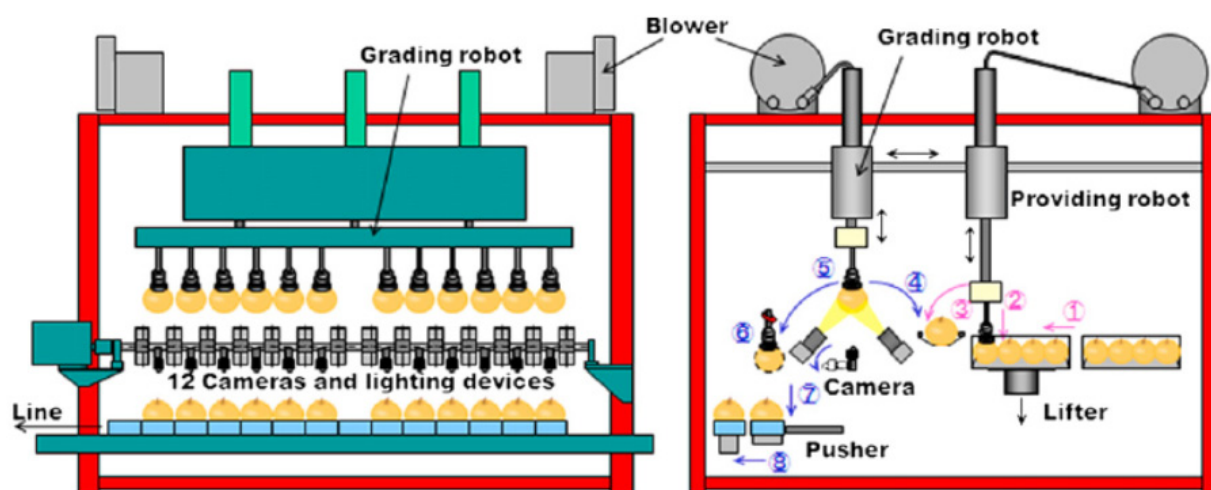 Blower
Grading robot
Grading robot
Providing robot
⑤
④
③
②
①
⑥
12 Cameras and lighting devices
Camera
Line
⑦
Lifter
Pusher
⑧